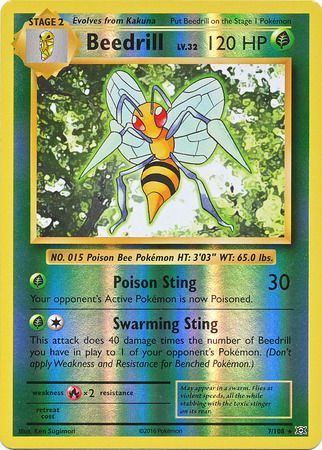 STAGE 2 Evolves from Kakuna Put Beedrill on the Stage 1 Pokémon
Beedrill LV.32 120 HP
NO. 015 Poison Bee Pokémon HT: 3'03" WT: 65.0 lbs.
Poison Sting 30
Your opponent's Active Pokémon is now Poisoned.
Swarming Sting
This attack does 40 damage times the number of Beedrill
you have in play to 1 of your opponent's Pokémon. (Don't
apply Weakness and Resistance for Benched Pokémon.)
weakness ×2 resistance
retreat
cost
May appear in a swarm. Flies at
violent speeds, all the while
stabbing with the toxic stinger
on its rear.
Illus. Ken Sugimori ©2016 Pokémon 7/108 ★